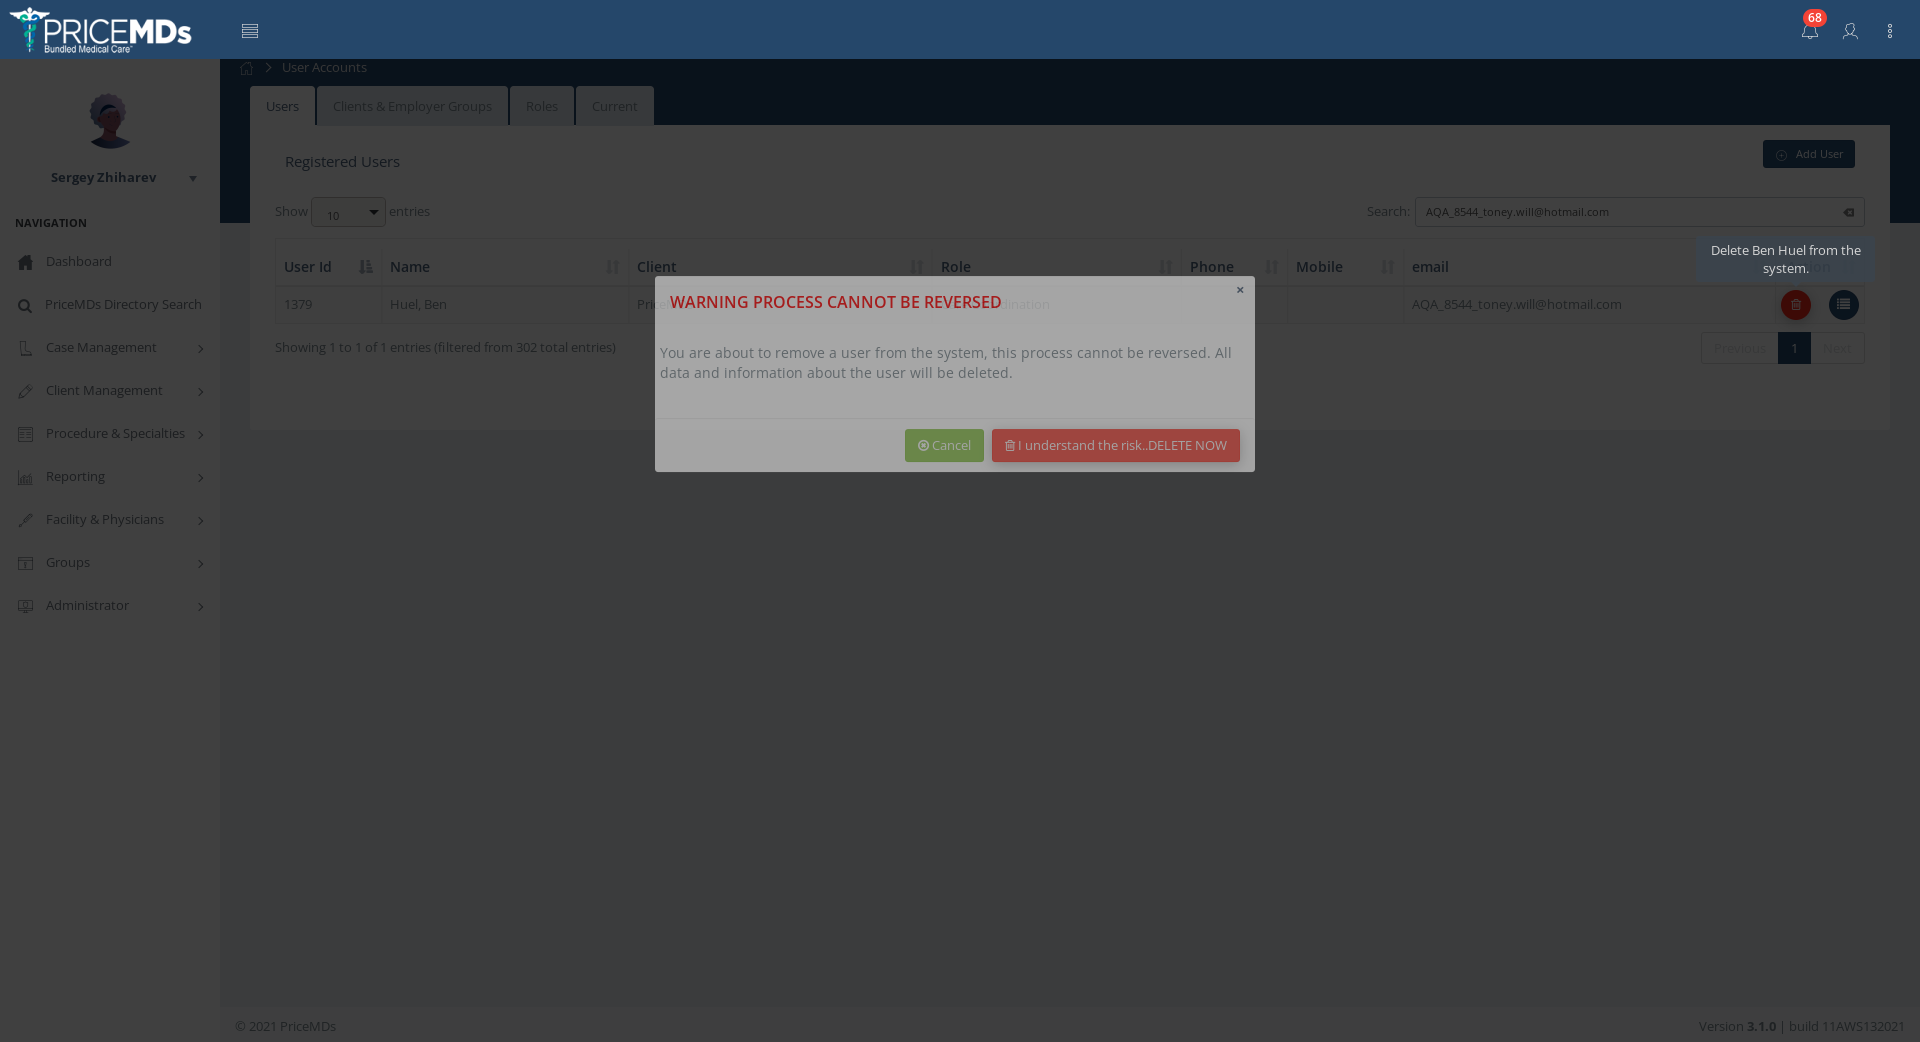 PRICEMDs
Bundled Medical Care
68
User Accounts
Users
Clients & Employer Groups
Roles
Current
Sergey Zhiharev
NAVIGATION
Dashboard
PriceMDs Directory Search
Case Management
Client Management
Procedure & Specialties
Reporting
Facility & Physicians
Groups
Administrator
Registered Users
Add User
Show 10 entries
Search: AQA_8544_toney.will@hotmail.com
Delete Ben Huel from the
system.
User Id Name Client Role Phone Mobile email
1379 Huel, Ben AQA_8544_toney.will@hotmail.com
Showing 1 to 1 of 1 entries (filtered from 302 total entries)
Previous 1 Next
×
WARNING PROCESS CANNOT BE REVERSED
You are about to remove a user from the system, this process cannot be reversed. All
data and information about the user will be deleted.
Cancel
I understand the risk..DELETE NOW
© 2021 PriceMDs
Version 3.1.0 | build 11AWS132021